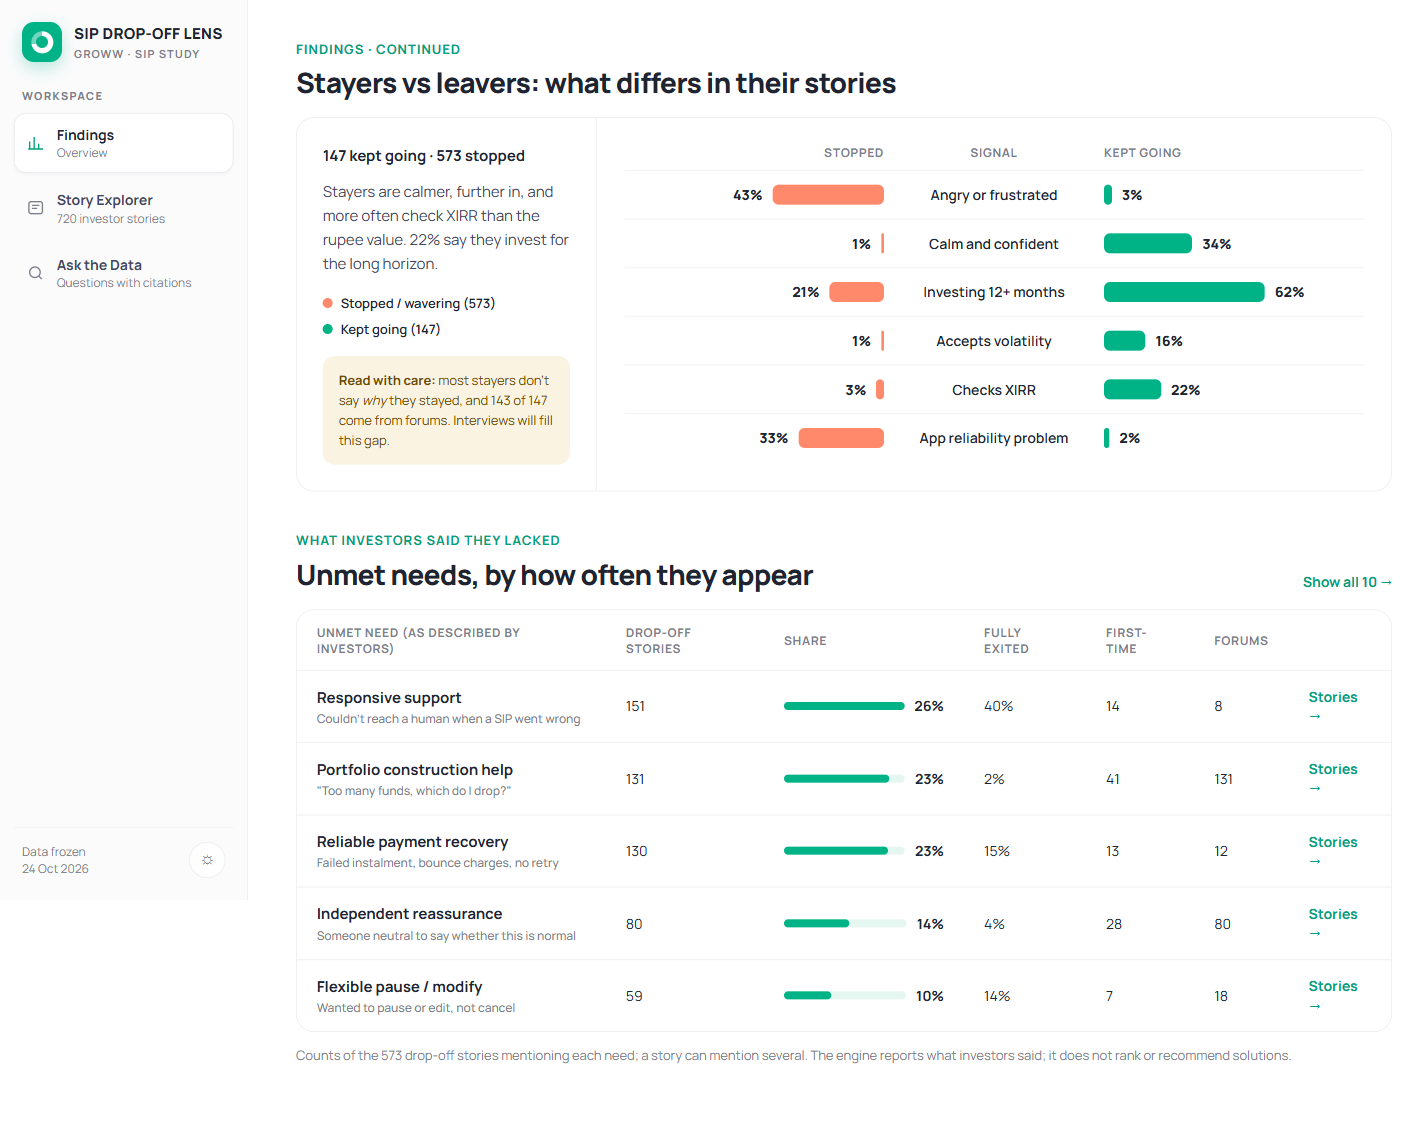 SIP DROP-OFF LENS
GROWW · SIP STUDY
WORKSPACE
Findings
Overview
Story Explorer
720 investor stories
Ask the Data
Questions with citations
Data frozen
24 Oct 2026
FINDINGS · CONTINUED
Stayers vs leavers: what differs in their stories
147 kept going · 573 stopped
Stayers are calmer, further in, and
more often check XIRR than the
rupee value. 22% say they invest for
the long horizon.
Stopped / wavering (573)
Kept going (147)
Read with care: most stayers don't
say why they stayed, and 143 of 147
come from forums. Interviews will fill
this gap.
STOPPED SIGNAL KEPT GOING
43% Angry or frustrated 3%
1% Calm and confident 34%
21% Investing 12+ months 62%
1% Accepts volatility 16%
3% Checks XIRR 22%
33% App reliability problem 2%
WHAT INVESTORS SAID THEY LACKED
Unmet needs, by how often they appear
Show all 10 →
UNMET NEED (AS DESCRIBED BY
INVESTORS)
DROP-OFF
STORIES
SHARE
FULLY
EXITED
FIRST-
TIME
FORUMS
Responsive support
Couldn't reach a human when a SIP went wrong
151 26% 40% 14 8
Stories
→
Portfolio construction help
"Too many funds, which do I drop?"
131 23% 2% 41 131
Stories
→
Reliable payment recovery
Failed instalment, bounce charges, no retry
130 23% 15% 13 12
Stories
→
Independent reassurance
Someone neutral to say whether this is normal
80 14% 4% 28 80
Stories
→
Flexible pause / modify
Wanted to pause or edit, not cancel
59 10% 14% 7 18
Stories
→
Counts of the 573 drop-off stories mentioning each need; a story can mention several. The engine reports what investors said; it does not rank or recommend solutions.